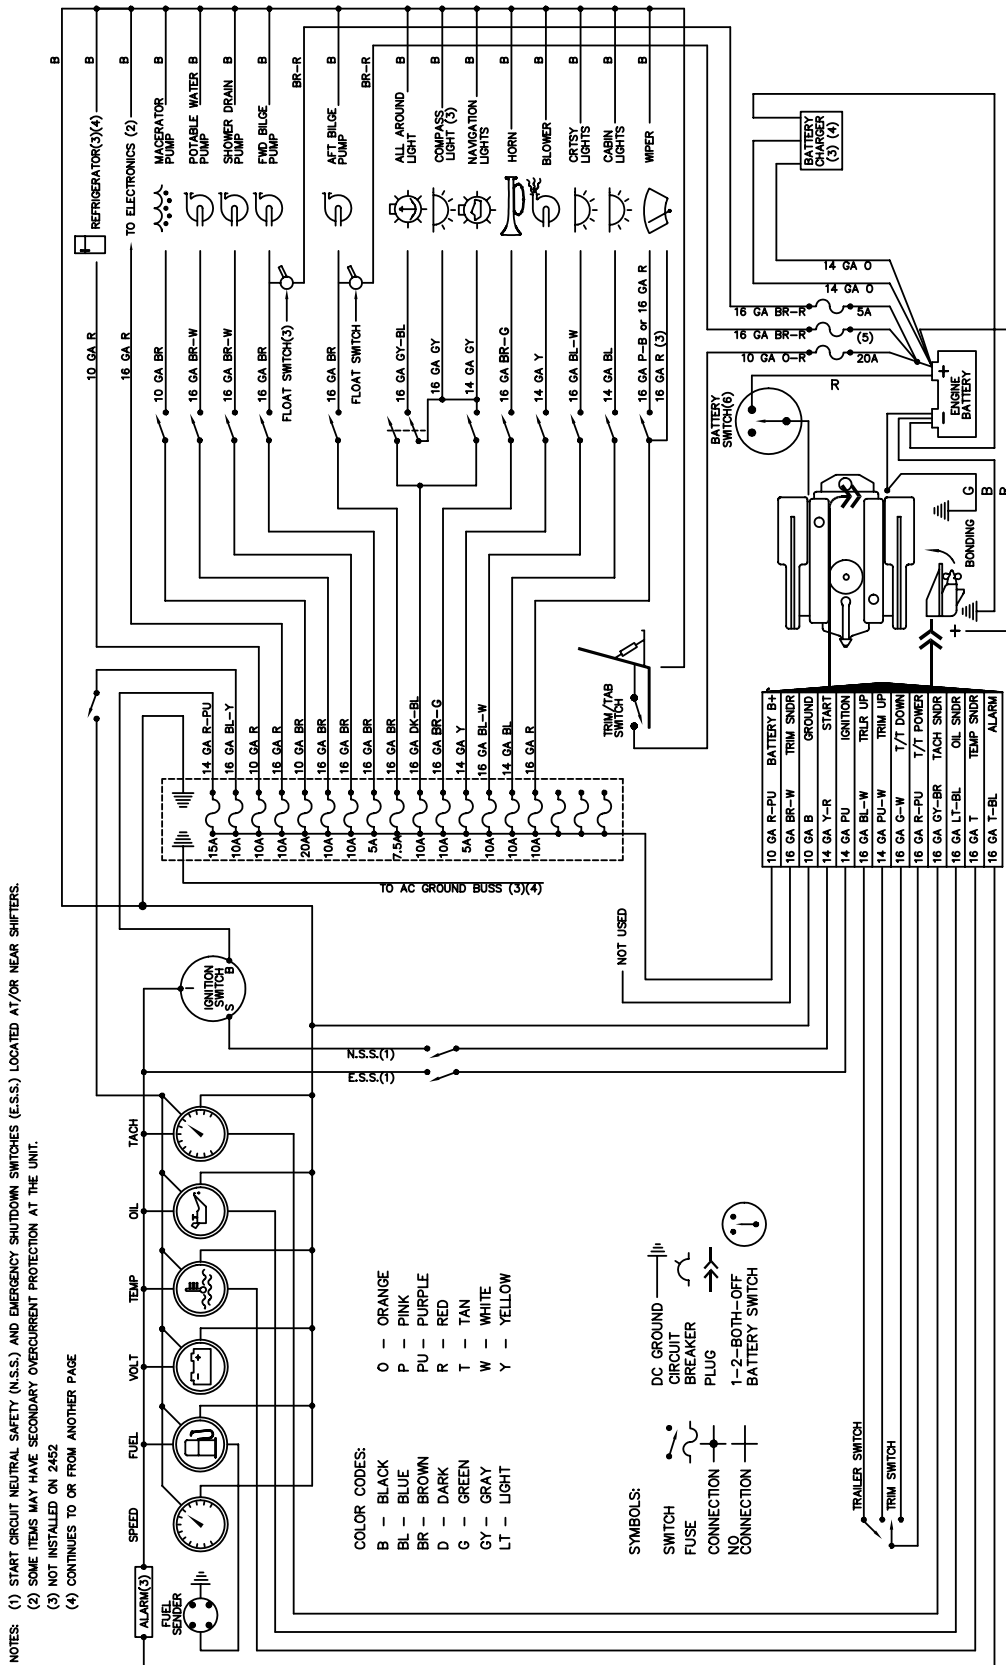 NOTES: (1) START CIRCUIT NEUTRAL SAFETY (N.S.S.) AND EMERGENCY SHUTDOWN SWITCHES (E.S.S.) LOCATED AT/OR NEAR SHIFTERS.
(2) SOME ITEMS MAY HAVE SECONDARY OVERCURRENT PROTECTION AT THE UNIT.
(3) NOT INSTALLED ON 2452
(4) CONTINUES TO OR FROM ANOTHER PAGE
ALARM(3)
FUEL
SENDER
SPEED
FUEL
VOLT
TEMP
OIL
TACH
IGNITION
SWITCH
I
S
B
N.S.S.(1)
E.S.S.(1)
NOT USED
TO AC GROUND BUSS (3)(4)
15A
10A
10A
10A
20A
10A
10A
5A
7.5A
10A
10A
5A
10A
10A
10A
14 GA R-PU
16 GA BL-Y
10 GA R
16 GA R
10 GA BR
16 GA BR
16 GA BR
16 GA BR
16 GA BR
16 GA DK-BL
16 GA BR-G
14 GA Y
16 GA BL-W
14 GA BL
16 GA R
10 GA R
16 GA R
10 GA BR
16 GA BR-W
16 GA BR-W
16 GA BR
FLOAT SWITCH(3)
16 GA BR
FLOAT SWITCH
16 GA GY-BL
16 GA GY
14 GA GY
16 GA BR-G
14 GA Y
16 GA BL-W
14 GA BL
16 GA P-B or 16 GA R
16 GA R (3)
REFRIGERATOR(3)(4)
TO ELECTRONICS (2)
MACERATOR
PUMP
POTABLE WATER
PUMP
SHOWER DRAIN
PUMP
FWD BILGE
PUMP
AFT BILGE
PUMP
ALL AROUND
LIGHT
COMPASS
LIGHT (3)
NAVIGATION
LIGHTS
HORN
BLOWER
CRTSY
LIGHTS
CABIN
LIGHTS
WIPER
B
B
B
B
B
B
B
BR-R
B
BR-R
B
B
B
B
B
B
B
B
BATTERY
CHARGER
(3) (4)
14 GA O
14 GA O
16 GA BR-R
5A
16 GA BR-R
(5)
10 GA O-R
20A
R
BATTERY
SWITCH(6)
+
-
ENGINE
BATTERY
G
B
R
BONDING
+
TRIM/TAB
SWITCH
10 GA R-PU BATTERY B+
16 GA BR-W TRIM SNDR
10 GA B GROUND
14 GA Y-R START
14 GA PU IGNITION
16 GA BL-W TRLR UP
14 GA PU-W TRIM UP
16 GA G-W T/T DOWN
16 GA R-PU T/T POWER
16 GA GY-BR TACH SNDR
16 GA LT-BL OIL SNDR
16 GA T TEMP SNDR
16 GA T-BL ALARM
COLOR CODES:
B - BLACK
BL - BLUE
BR - BROWN
D - DARK
G - GREEN
GY - GRAY
LT - LIGHT
O - ORANGE
P - PINK
PU - PURPLE
R - RED
T - TAN
W - WHITE
Y - YELLOW
SYMBOLS:
SWITCH
FUSE
CONNECTION
NO
CONNECTION
DC GROUND
CIRCUIT
BREAKER
PLUG
1-2-BOTH-OFF
BATTERY SWITCH
TRAILER SWITCH
TRIM SWITCH